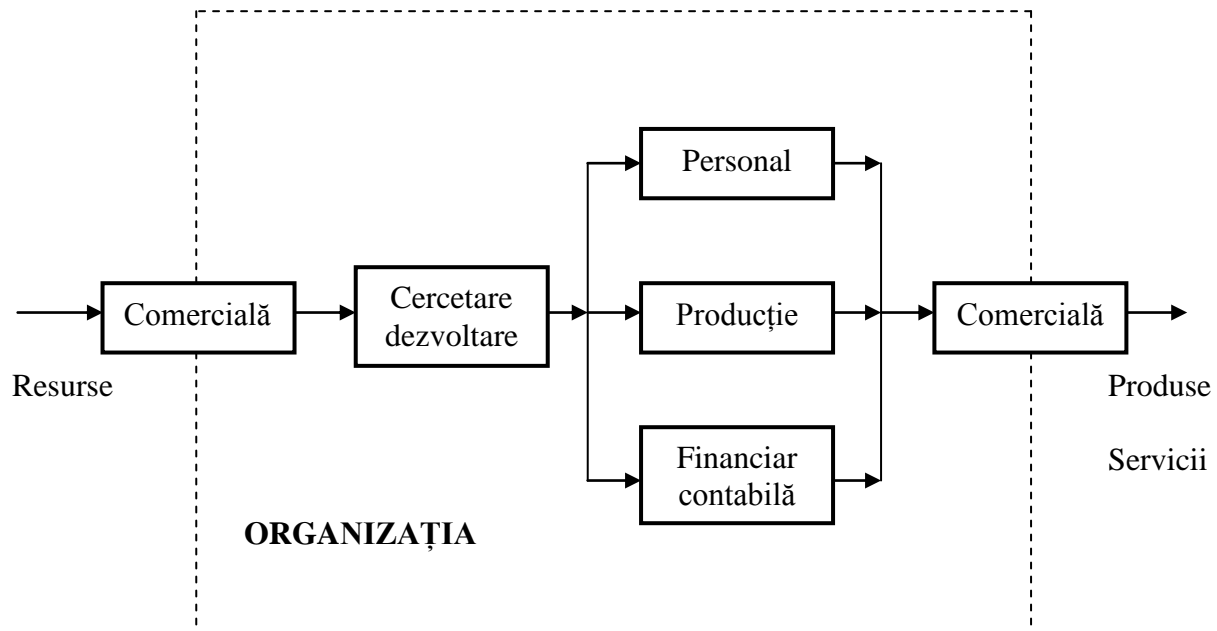 Personal
Comercială
Cercetare
dezvoltare
Producție
Comercială
Resurse
Produse
Servicii
Financiar
contabilă
ORGANIZAȚIA